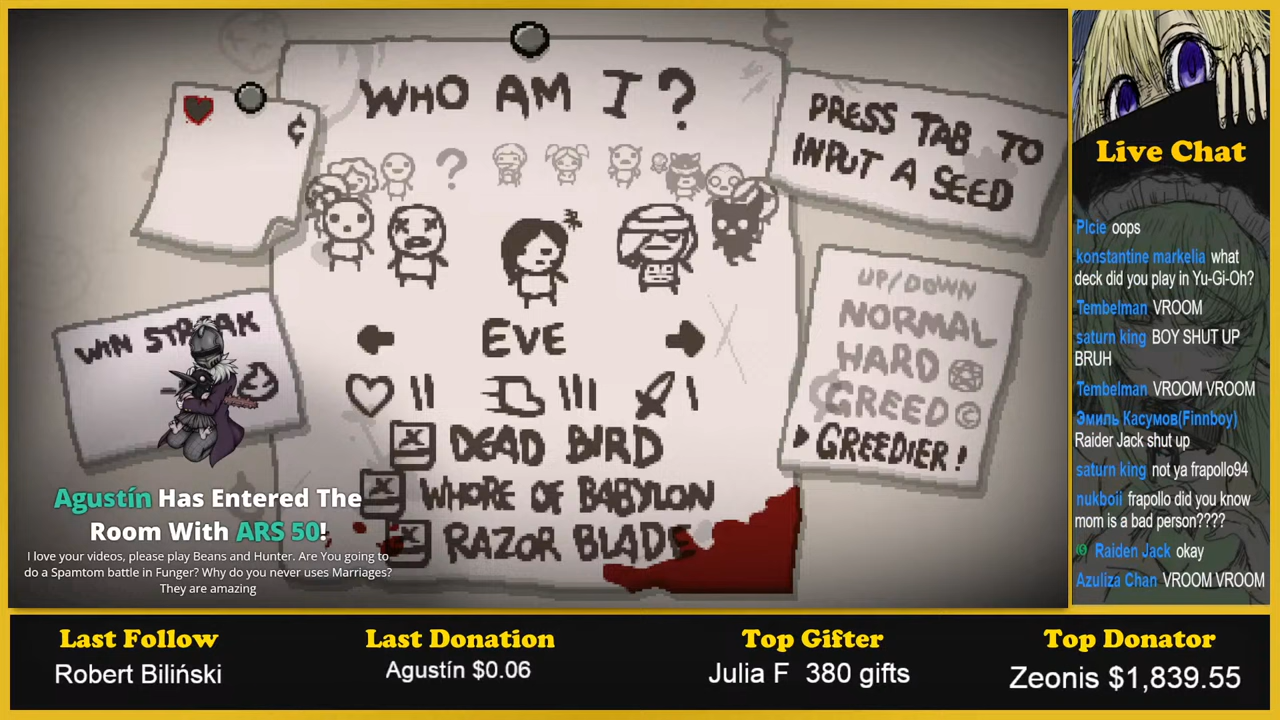 WHO AM I?
¢
PRESS TAB TO
INPUT A SEED
?
UP/DOWN
NORMAL
HARD
GREED ©
GREEDIER!
EVE
DEAD BIRD
WHORE OF BABYLON
RAZOR BLADE
WIN STREAK
Agustín Has Entered The
Room With ARS 50!
I love your videos, please play Beans and Hunter. Are You going to
do a Spamtom battle in Funger? Why do you never uses Marriages?
They are amazing
Live Chat
Plcie oops
konstantine markelia what
deck did you play in Yu-Gi-Oh?
Tembelman VROOM
saturn king BOY SHUT UP
BRUH
Tembelman VROOM VROOM
Эмиль Касумов(Finnboy)
Raider Jack shut up
saturn king not ya frapollo94
nukboii frapollo did you know
mom is a bad person????
Raiden Jack okay
Azuliza Chan VROOM VROOM
Last Follow
Robert Biliński
Last Donation
Agustín $0.06
Top Gifter
Julia F 380 gifts
Top Donator
Zeonis $1,839.55